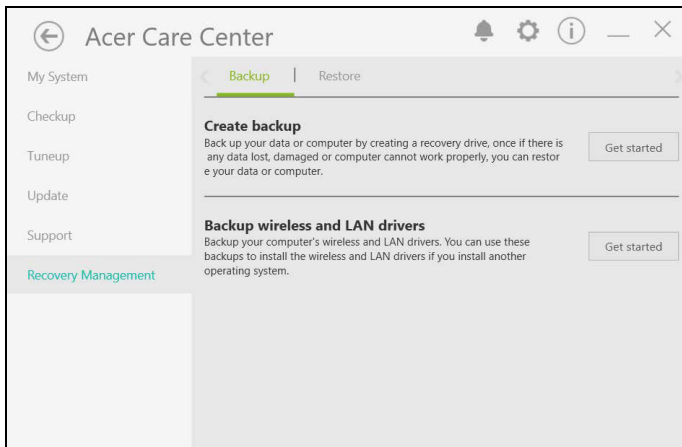 Acer Care Center
My System
Checkup
Tuneup
Update
Support
Recovery Management
Backup | Restore
Create backup
Back up your data or computer by creating a recovery drive, once if there is
any data lost, damaged or computer cannot work properly, you can restor
e your data or computer.
Get started
Backup wireless and LAN drivers
Backup your computer's wireless and LAN drivers. You can use these
backups to install the wireless and LAN drivers if you install another
operating system.
Get started